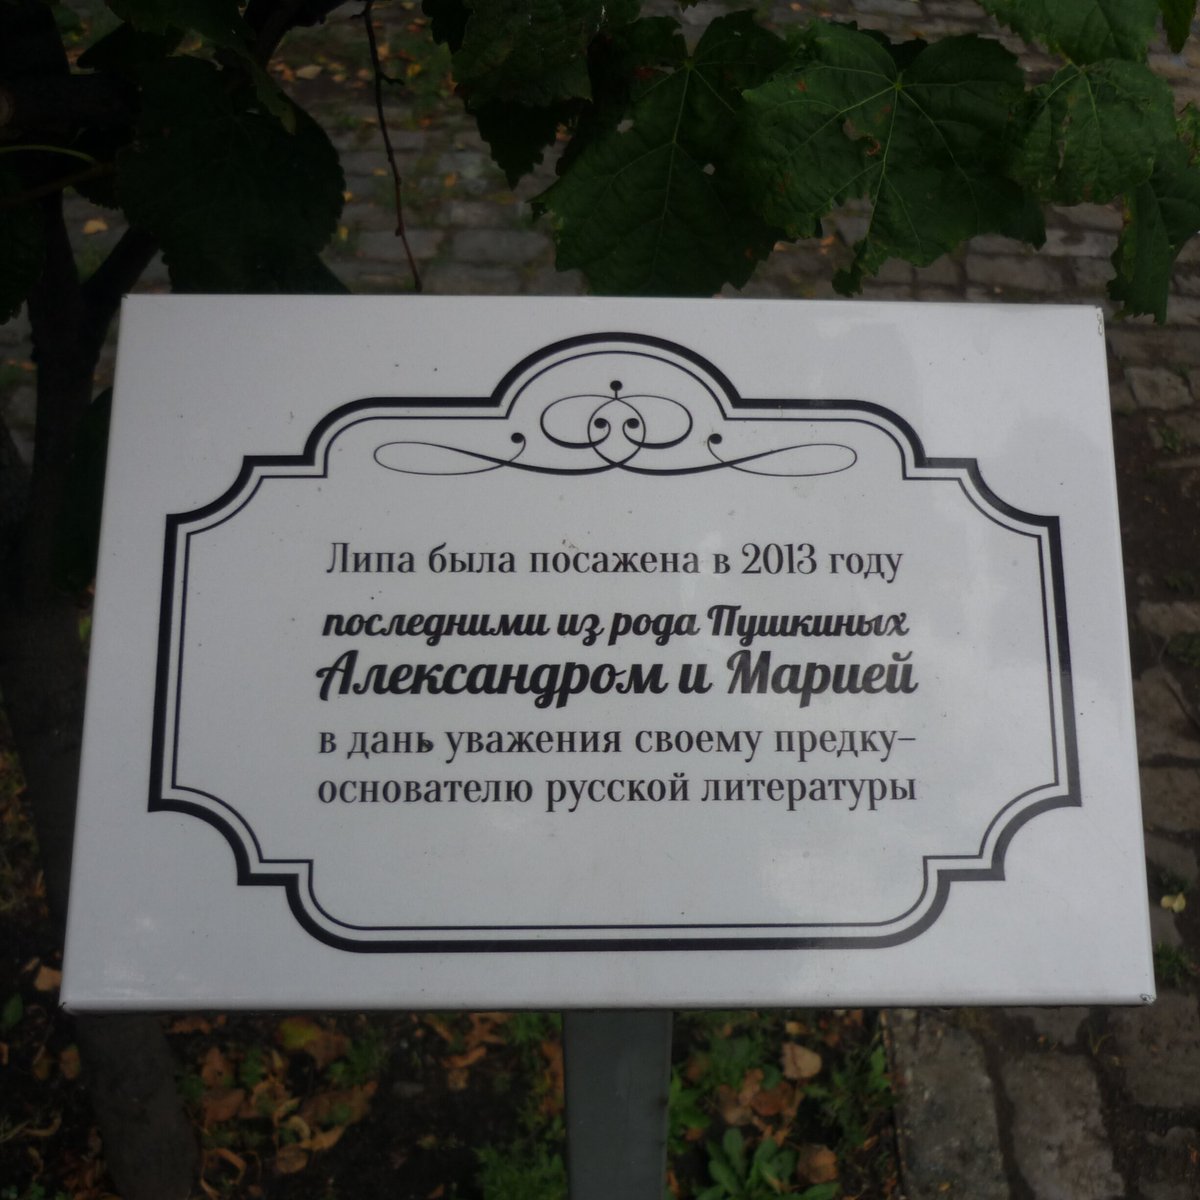 Липа была посажена в 2013 году
последними из рода Пушкиных
Александром и Марией
в дань уважения своему предку–
основателю русской литературы